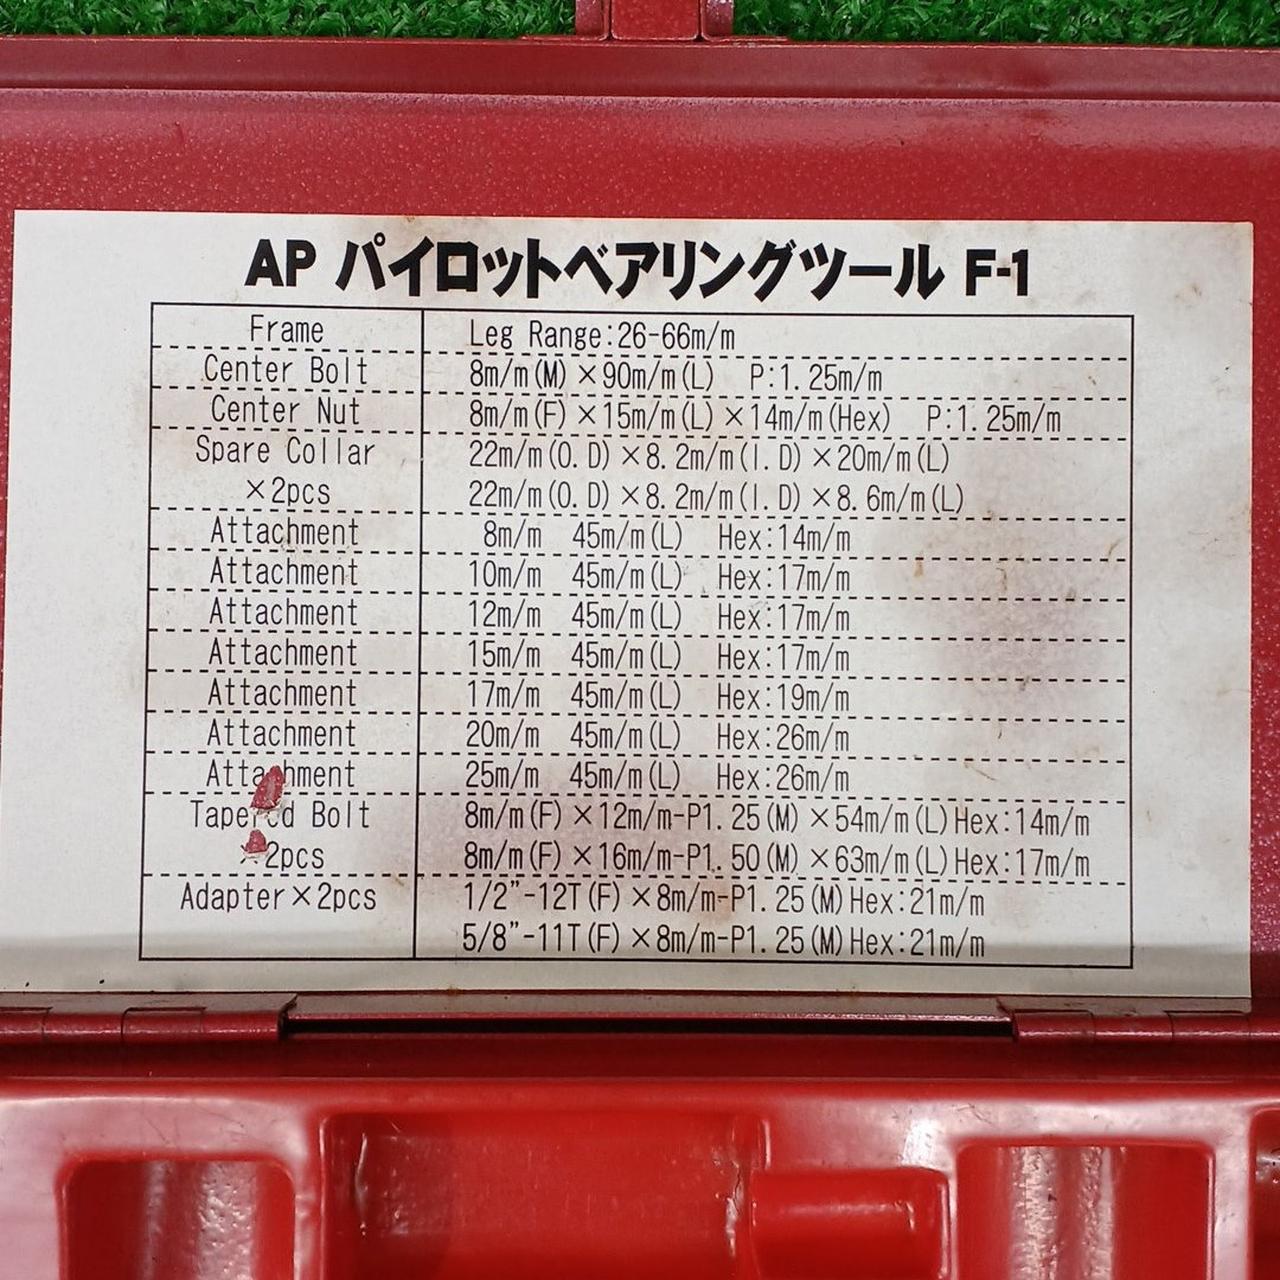 AP パイロットベアリングツール F-1
Frame Leg Range:26-66m/m
Center Bolt 8m/m(M)×90m/m(L) P:1.25m/m
Center Nut 8m/m(F)×15m/m(L)×14m/m(Hex) P:1.25m/m
Spare Collar 22m/m(O.D)×8.2m/m(I.D)×20m/m(L)
×2pcs 22m/m(O.D)×8.2m/m(I.D)×8.6m/m(L)
Attachment 8m/m 45m/m(L) Hex:14m/m
Attachment 10m/m 45m/m(L) Hex:17m/m
Attachment 12m/m 45m/m(L) Hex:17m/m
Attachment 15m/m 45m/m(L) Hex:17m/m
Attachment 17m/m 45m/m(L) Hex:19m/m
Attachment 20m/m 45m/m(L) Hex:26m/m
Attachment 25m/m 45m/m(L) Hex:26m/m
Tapered Bolt 8m/m(F)×12m/m-P1.25(M)×54m/m(L)Hex:14m/m
×2pcs 8m/m(F)×16m/m-P1.50(M)×63m/m(L)Hex:17m/m
Adapter×2pcs 1/2”-12T(F)×8m/m-P1.25(M)Hex:21m/m
5/8”-11T(F)×8m/m-P1.25(M)Hex:21m/m